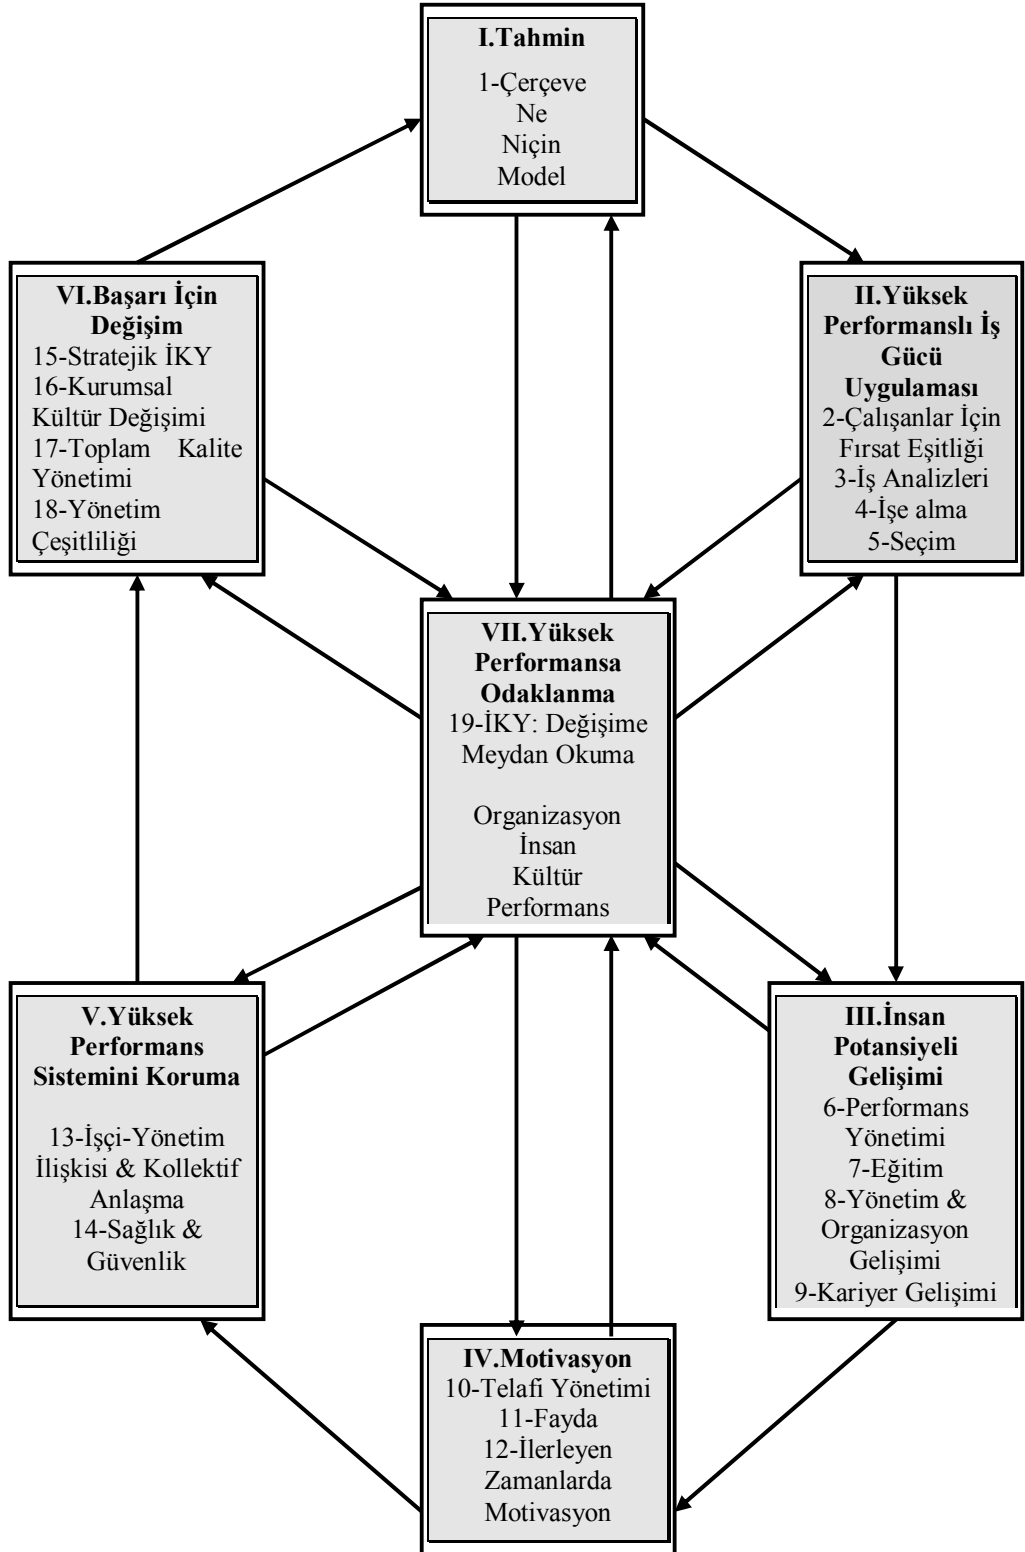 I.Tahmin
1-Çerçeve
Ne
Niçin
Model
VI.Başarı İçin
Değişim
15-Stratejik İKY
16-Kurumsal
Kültür Değişimi
17-Toplam Kalite
Yönetimi
18-Yönetim
Çeşitliliği
II.Yüksek
Performanslı İş
Gücü
Uygulaması
2-Çalışanlar İçin
Fırsat Eşitliği
3-İş Analizleri
4-İşe alma
5-Seçim
VII.Yüksek
Performansa
Odaklanma
19-İKY: Değişime
Meydan Okuma
Organizasyon
İnsan
Kültür
Performans
V.Yüksek
Performans
Sistemini Koruma
13-İşçi-Yönetim
İlişkisi & Kollektif
Anlaşma
14-Sağlık &
Güvenlik
III.İnsan
Potansiyeli
Gelişimi
6-Performans
Yönetimi
7-Eğitim
8-Yönetim &
Organizasyon
Gelişimi
9-Kariyer Gelişimi
IV.Motivasyon
10-Telafi Yönetimi
11-Fayda
12-İlerleyen
Zamanlarda
Motivasyon